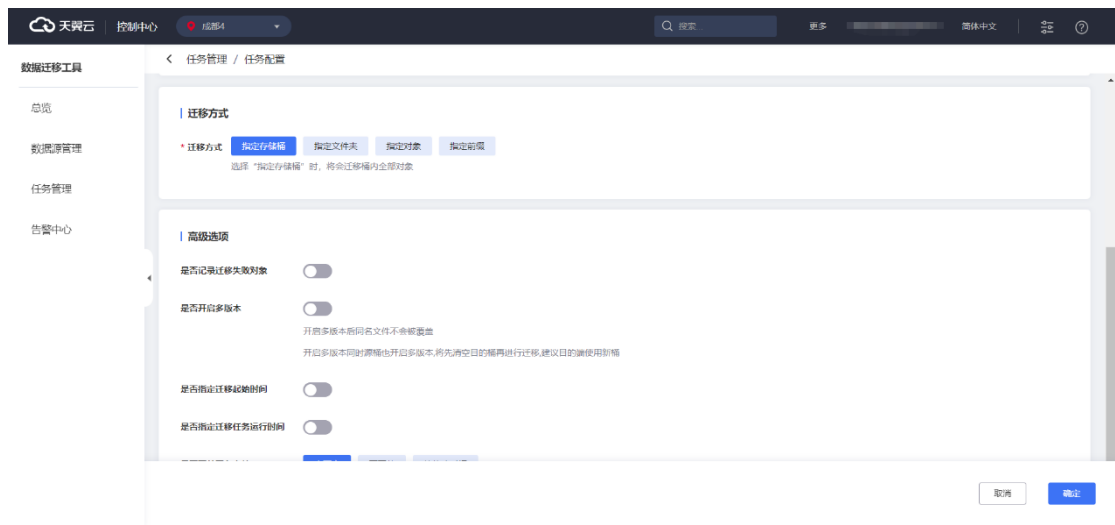 天翼云 控制中心 成都4 搜索... 更多 简体中文
数据迁移工具
任务管理 / 任务配置
总览
数据源管理
任务管理
告警中心
迁移方式
* 迁移方式 指定存储桶 指定文件夹 指定对象 指定前缀
选择“指定存储桶”时，将会迁移桶内全部对象
高级选项
是否记录迁移失败对象
是否开启多版本
开启多版本后同名文件不会被覆盖
开启多版本同时源桶也开启多版本,将先清空目的桶再进行迁移,建议目的端使用新桶
是否指定迁移起始时间
是否指定迁移任务运行时间
取消 确定